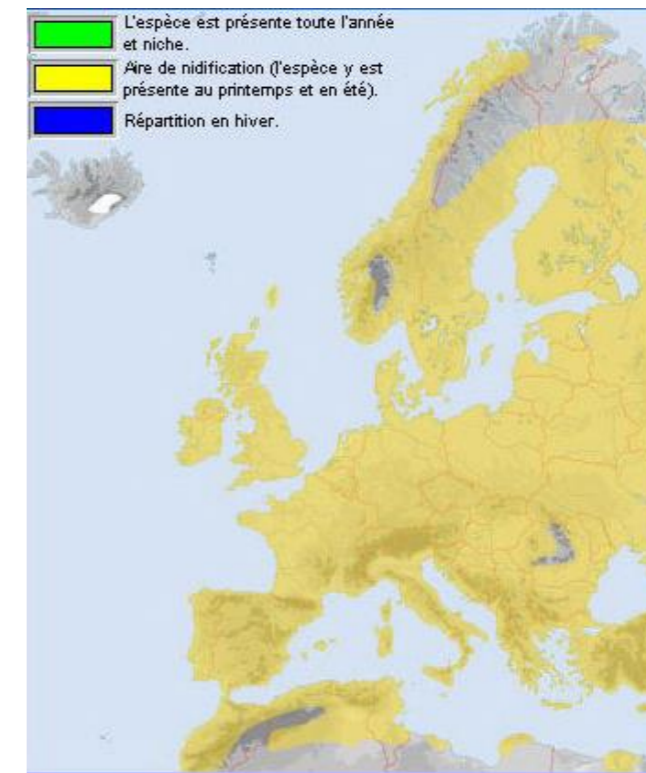 L'espèce est présente toute l'année
et niche.
Aire de nidification (l'espèce y est
présente au printemps et en été).
Répartition en hiver.